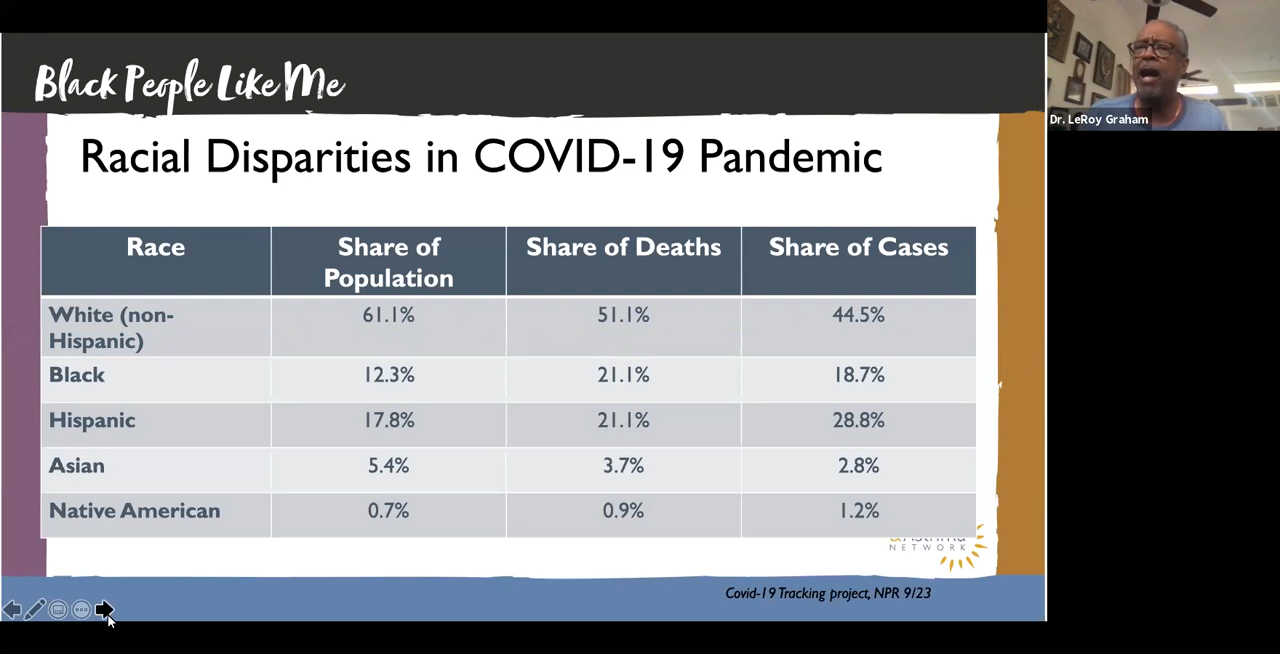 Black People Like Me
Dr. LeRoy Graham
Racial Disparities in COVID-19 Pandemic
Race Share of Population Share of Deaths Share of Cases
White (non-Hispanic) 61.1% 51.1% 44.5%
Black 12.3% 21.1% 18.7%
Hispanic 17.8% 21.1% 28.8%
Asian 5.4% 3.7% 2.8%
Native American 0.7% 0.9% 1.2%
NETWORK
Covid-19 Tracking project, NPR 9/23